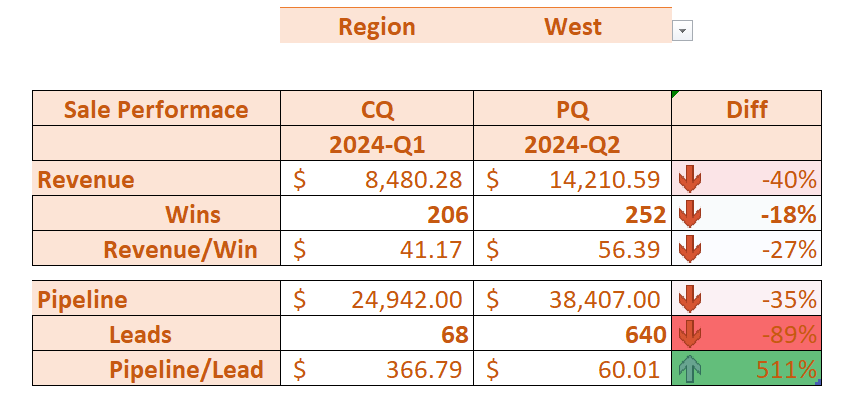 Region West
Sale Performace CQ PQ Diff
2024-Q1 2024-Q2
Revenue $ 8,480.28 $ 14,210.59 -40%
Wins 206 252 -18%
Revenue/Win $ 41.17 $ 56.39 -27%
Pipeline $ 24,942.00 $ 38,407.00 -35%
Leads 68 640 -89%
Pipeline/Lead $ 366.79 $ 60.01 511%